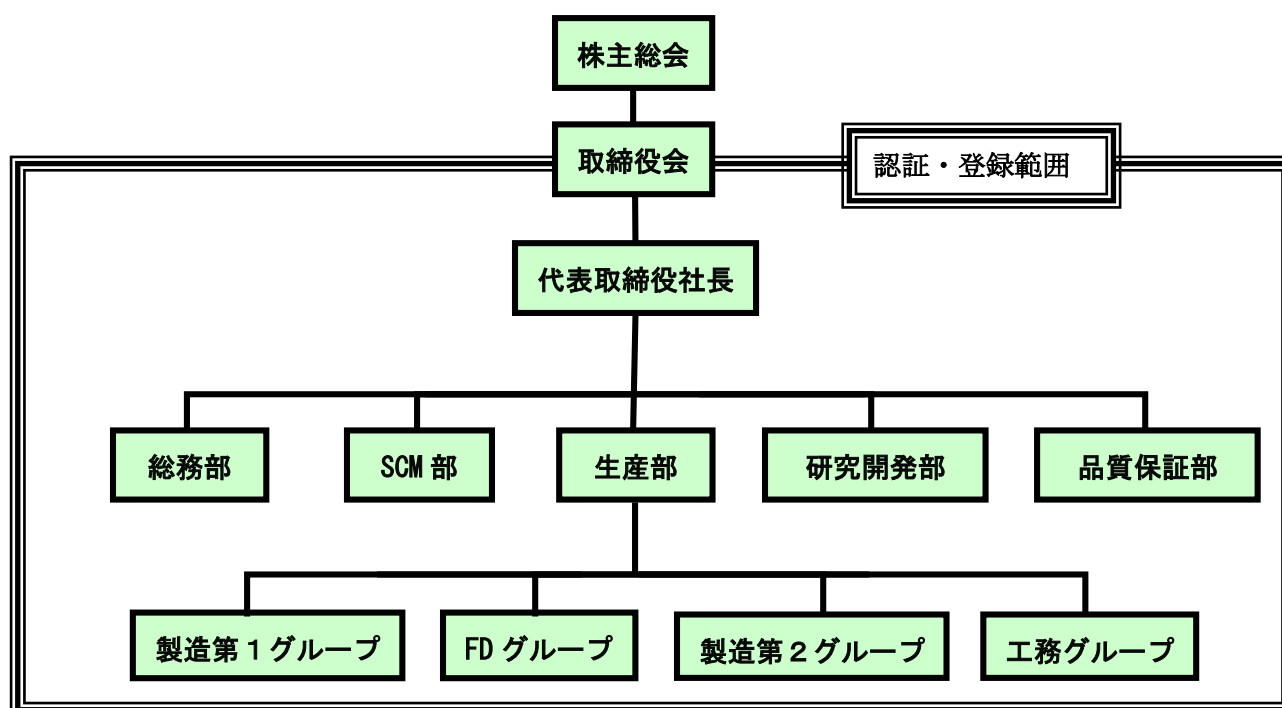 株主総会
取締役会
認証・登録範囲
代表取締役社長
総務部
SCM 部
生産部
研究開発部
品質保証部
製造第１グループ
FD グループ
製造第２グループ
工務グループ